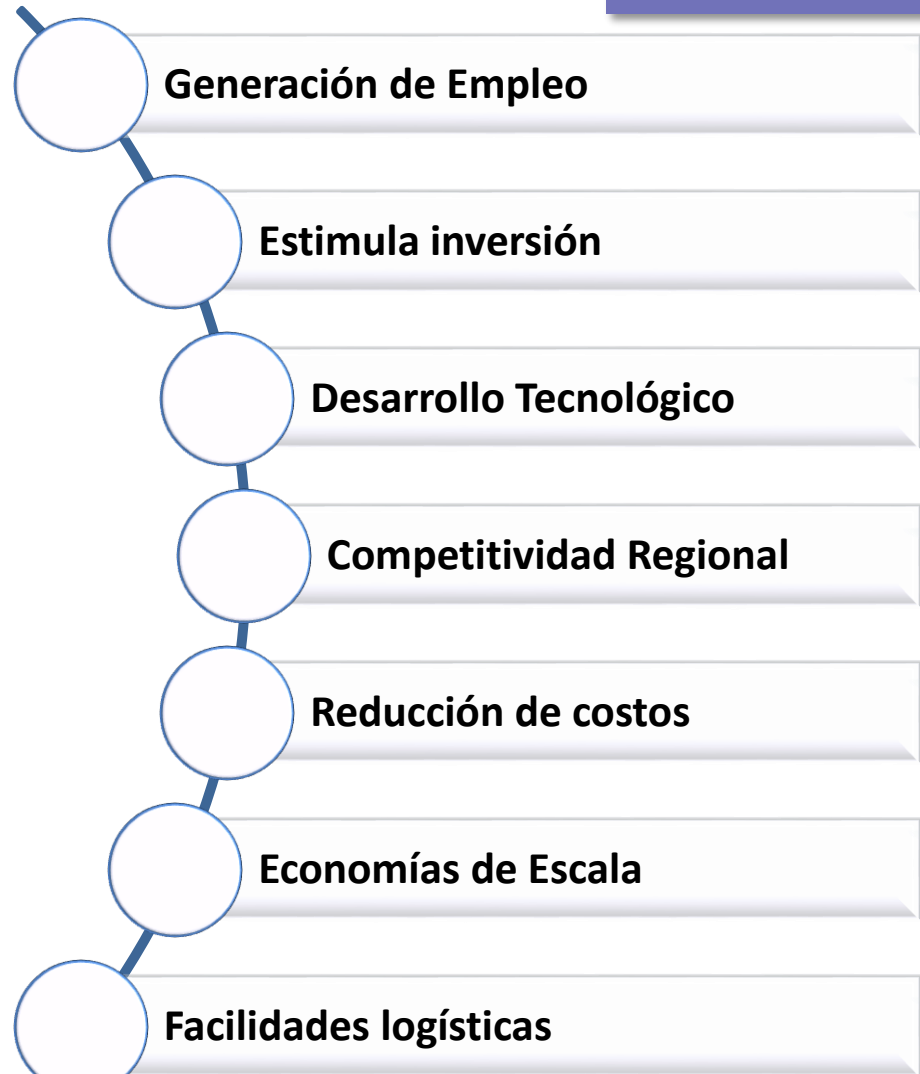 Generación de Empleo
Estimula inversión
Desarrollo Tecnológico
Competitividad Regional
Reducción de costos
Economías de Escala
Facilidades logísticas